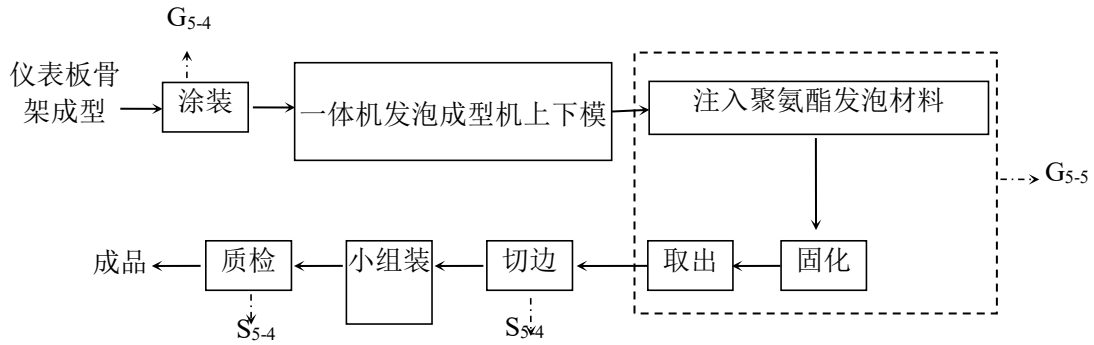 G5-4
仪表板骨
架成型
涂装
一体机发泡成型机上下模
注入聚氨酯发泡材料
G5-5
成品
质检
小组装
切边
取出
固化
S5-4
S5-4